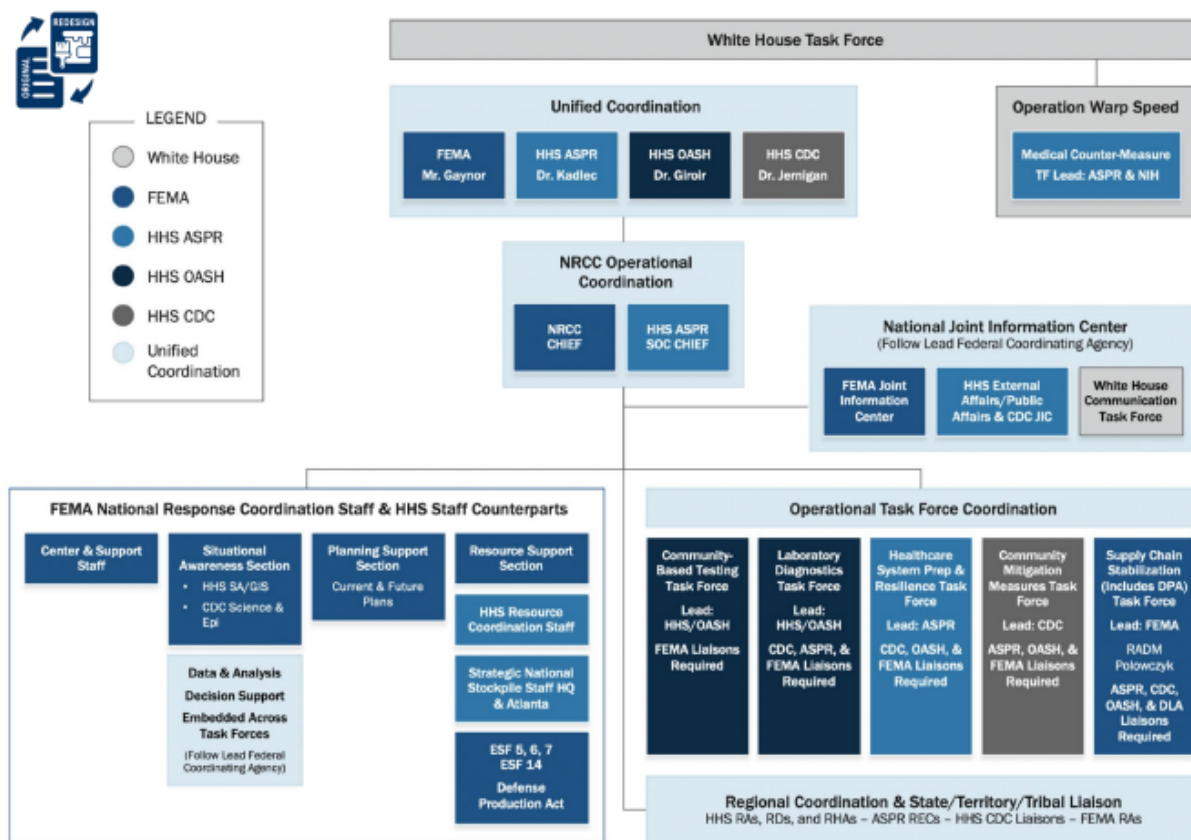 REDESIGN
ORIGINAL
LEGEND
White House
FEMA
HHS ASPR
HHS OASH
HHS CDC
Unified
Coordination
White House Task Force
Unified Coordination
FEMA
Mr. Gaynor
HHS ASPR
Dr. Kadlec
HHS OASH
Dr. Giroir
HHS CDC
Dr. Jernigan
Operation Warp Speed
Medical Counter-Measure
TF Lead: ASPR & NIH
NRCC Operational
Coordination
NRCC
CHIEF
HHS ASPR
SOC CHIEF
National Joint Information Center
(Follow Lead Federal Coordinating Agency)
FEMA Joint
Information
Center
HHS External
Affairs/Public
Affairs & CDC JIC
White House
Communication
Task Force
FEMA National Response Coordination Staff & HHS Staff Counterparts
Center & Support
Staff
Situational
Awareness Section
• HHS SA/GIS
• CDC Science &
Epi
Data & Analysis
Decision Support
Embedded Across
Task Forces
(Follow Lead Federal
Coordinating Agency)
Planning Support
Section
Current & Future
Plans
Resource Support
Section
HHS Resource
Coordination Staff
Strategic National
Stockpile Staff HQ
& Atlanta
ESF 5, 6, 7
ESF 14
Defense
Production Act
Operational Task Force Coordination
Community-
Based Testing
Task Force
Lead:
HHS/OASH
FEMA Liaisons
Required
Laboratory
Diagnostics Task
Force
Lead:
HHS/OASH
CDC, ASPR, &
FEMA Liaisons
Required
Healthcare
System Prep &
Resilience Task
Force
Lead: ASPR
CDC, OASH,
& FEMA Liaisons
Required
Community
Mitigation
Measures Task
Force
Lead: CDC
ASPR, OASH, &
FEMA Liaisons
Required
Supply Chain
Stabilization
(Includes DPA)
Task Force
Lead: FEMA
RADM
Polowczyk
ASPR, CDC,
OASH, & DLA
Liaisons
Required
Regional Coordination & State/Territory/Tribal Liaison
HHS RAs, RDs, and RHAs – ASPR RECs – HHS CDC Liaisons – FEMA RAs